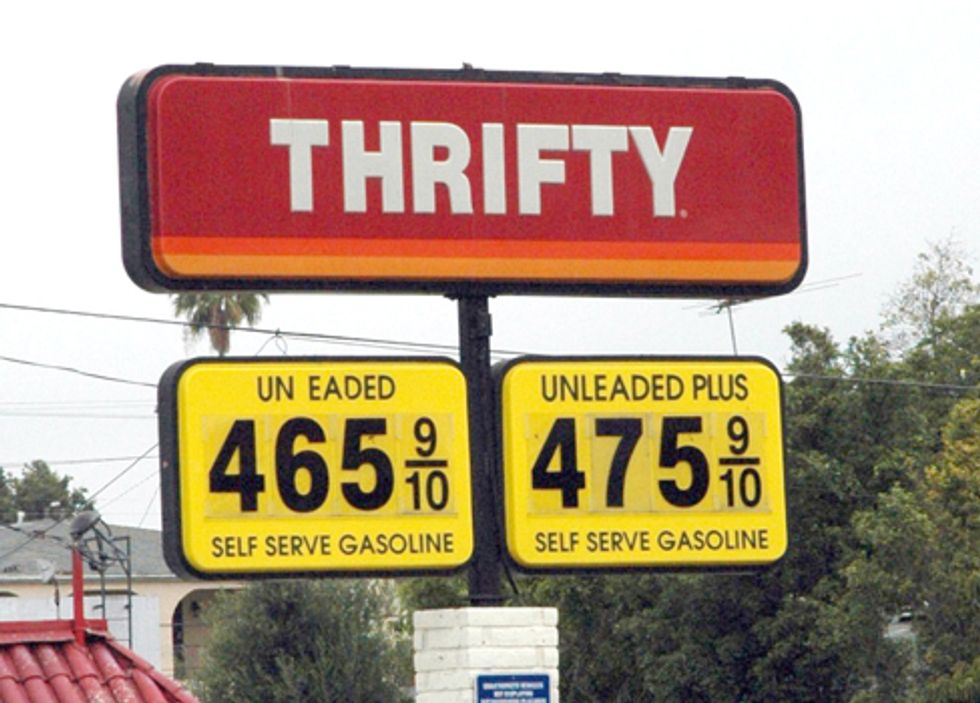 THRIFTY
UN EADED
465 9/10
SELF SERVE GASOLINE
UNLEADED PLUS
475 9/10
SELF SERVE GASOLINE